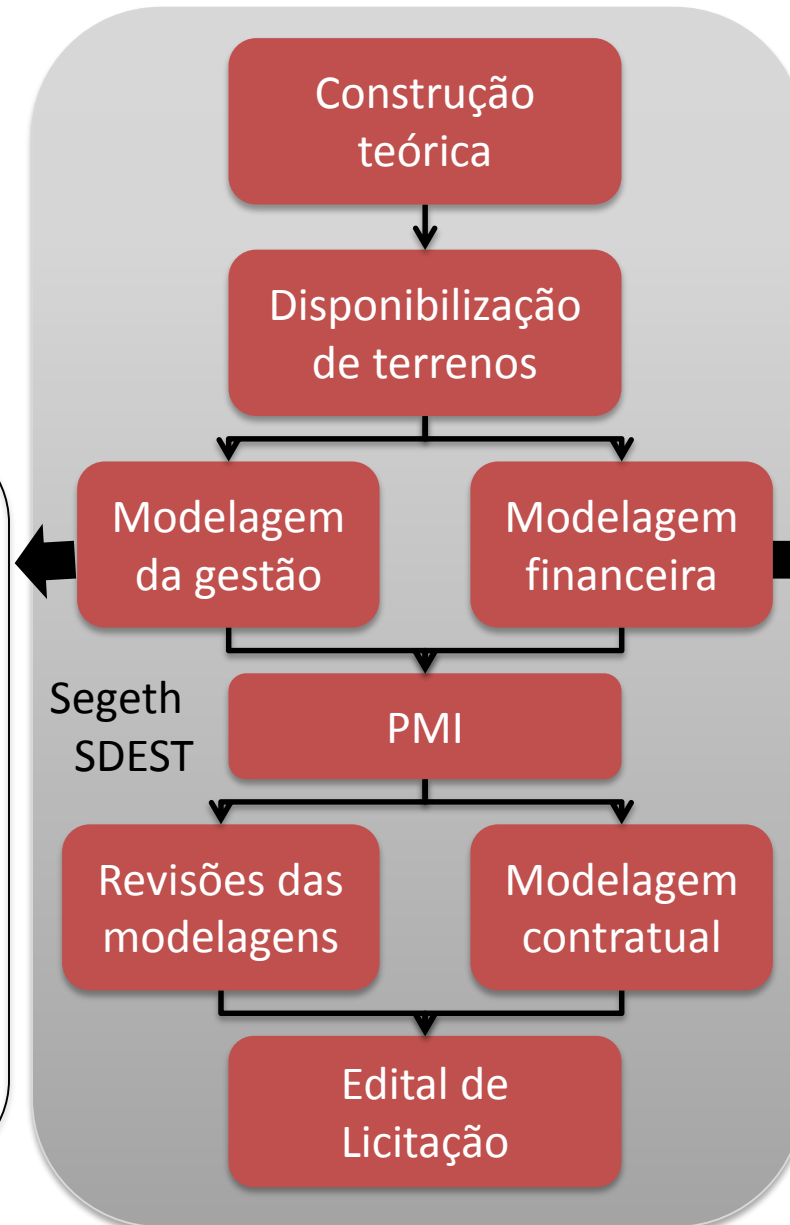 Construção
teórica
Disponibilização
de terrenos
Modelagem
da gestão
Modelagem
financeira
Segeth
SDEST
PMI
Revisões das
modelagens
Modelagem
contratual
Edital de
Licitação